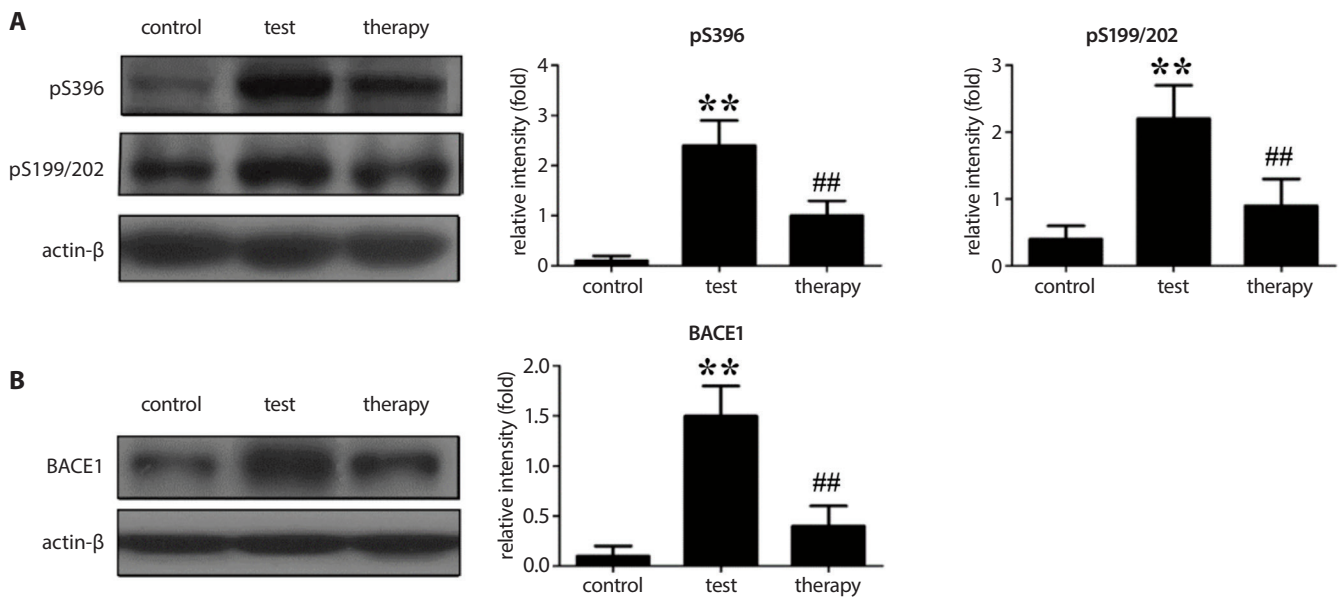 A
control test therapy
pS396
pS199/202
actin-β
pS396
relative intensity (fold)
4
3
2
1
0
**
##
control test therapy
pS199/202
relative intensity (fold)
3
2
1
0
**
##
control test therapy
B
control test therapy
BACE1
actin-β
BACE1
relative intensity (fold)
2.0
1.5
1.0
0.5
0.0
**
##
control test therapy